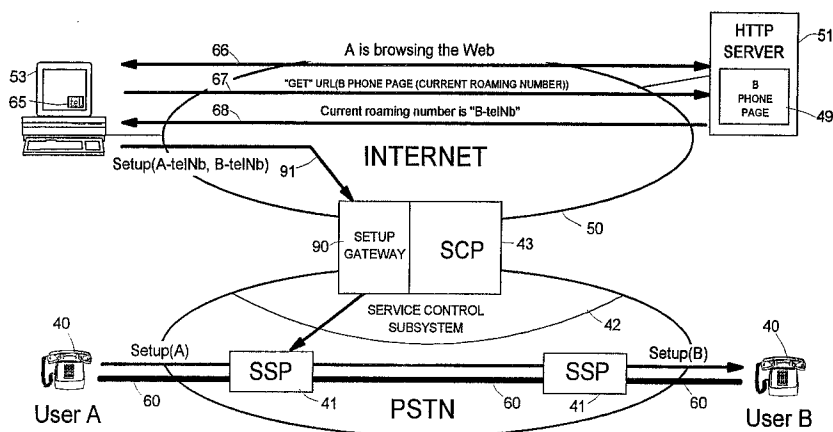 66
A is browsing the Web
HTTP
SERVER
51
53
67
"GET" URL(B PHONE PAGE (CURRENT ROAMING NUMBER))
65
tel
B
PHONE
PAGE
68
Current roaming number is "B-telNb"
49
Setup(A-telNb, B-telNb)
91
INTERNET
90
SETUP
GATEWAY
SCP
43
50
SERVICE CONTROL
SUBSYSTEM
42
40
40
Setup(A)
SSP
SSP
Setup(B)
60
41
60
41
60
User A
PSTN
User B